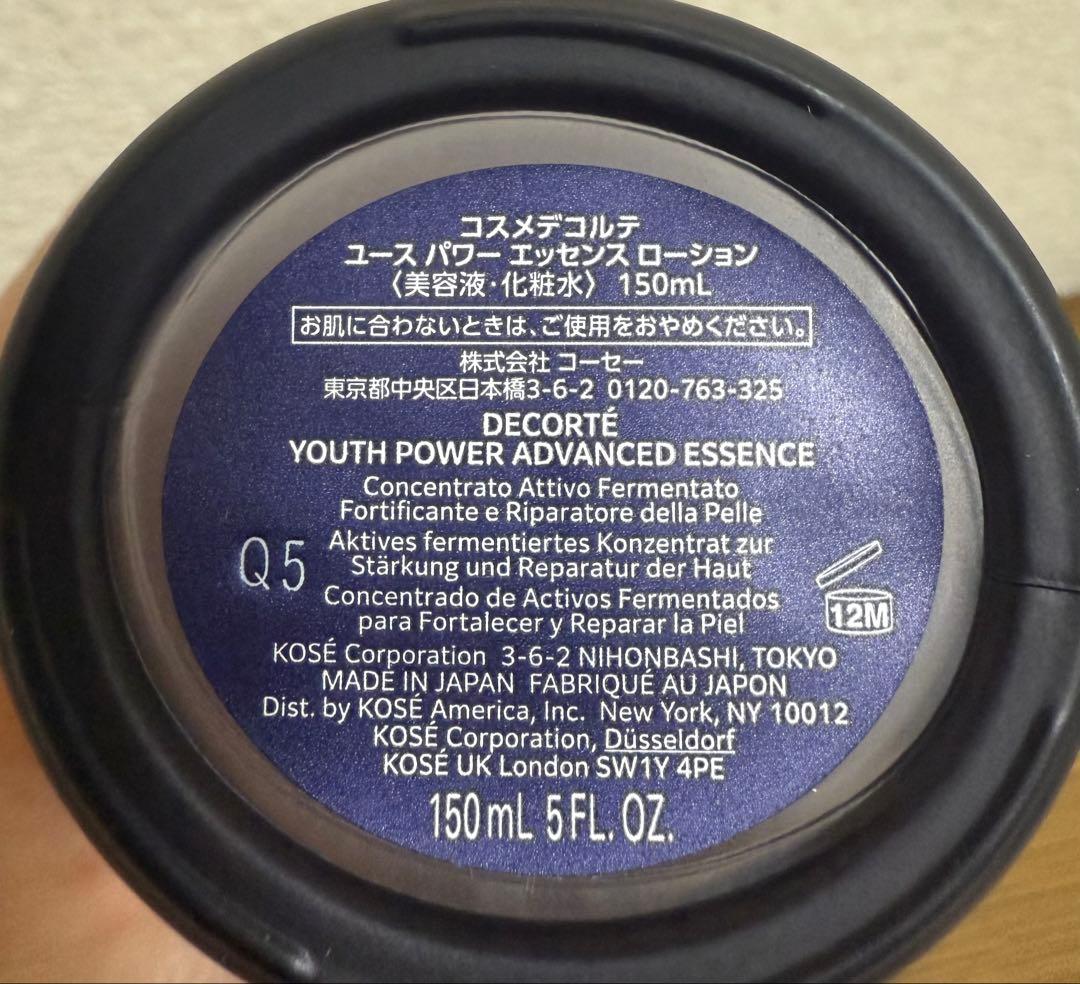 コスメデコルテ
ユース パワー エッセンス ローション
〈美容液・化粧水〉 150mL
お肌に合わないときは、ご使用をおやめください。
株式会社 コーセー
東京都中央区日本橋3-6-2 0120-763-325
DECORTÉ
YOUTH POWER ADVANCED ESSENCE
Concentrato Attivo Fermentato
Fortificante e Riparatore della Pelle
Aktives fermentiertes Konzentrat zur
Stärkung und Reparatur der Haut
Q5
Concentrado de Activos Fermentados
para Fortalecer y Reparar la Piel
12M
KOSÉ Corporation 3-6-2 NIHONBASHI, TOKYO
MADE IN JAPAN FABRIQUÉ AU JAPON
Dist. by KOSÉ America, Inc. New York, NY 10012
KOSÉ Corporation, Düsseldorf
KOSÉ UK London SW1Y 4PE
150mL 5FL. OZ.